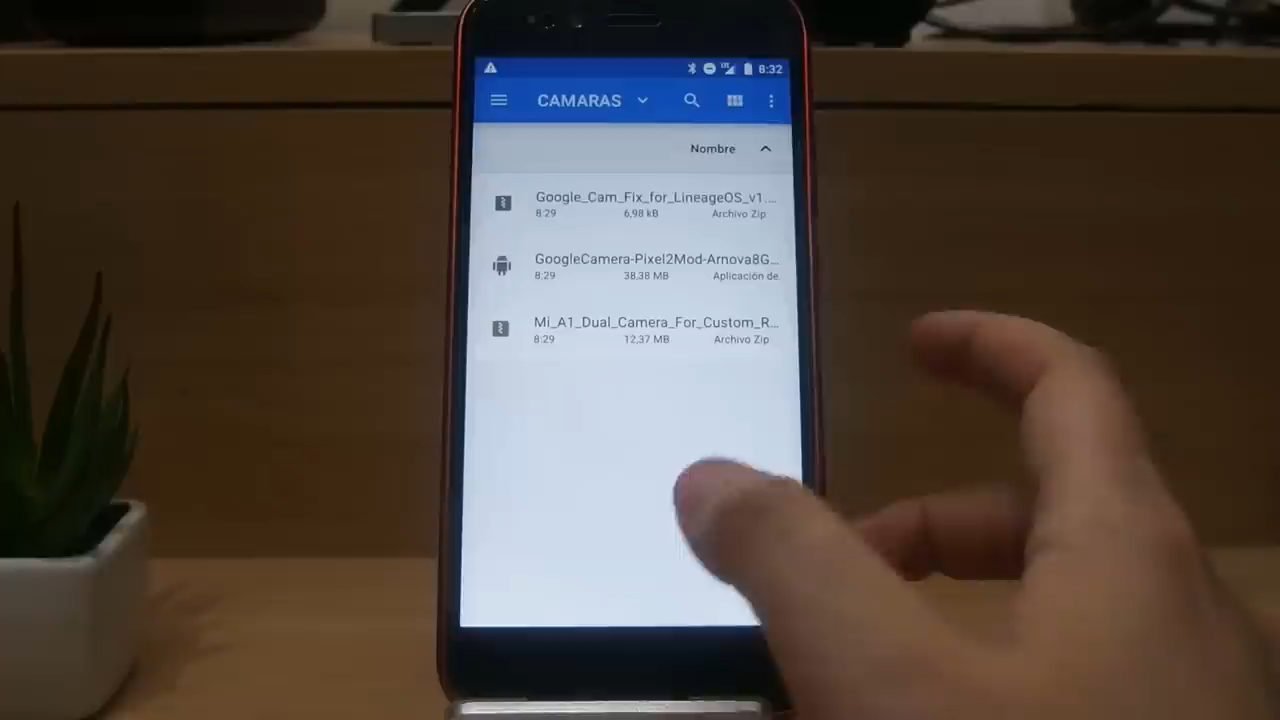 LTE 8:32
CAMARAS
Nombre
Google_Cam_Fix_for_LineageOS_v1....
8:29 6,98 kB Archivo Zip
GoogleCamera-Pixel2Mod-Arnova8G...
8:29 38,38 MB Aplicación de
Mi_A1_Dual_Camera_For_Custom_R...
8:29 12,37 MB Archivo Zip